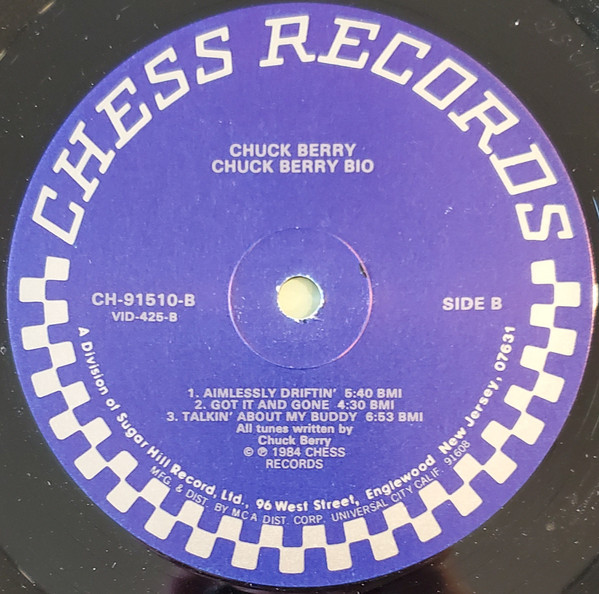 CHESS RECORDS
CHUCK BERRY
CHUCK BERRY BIO
CH-91510-B
VID-425-B
SIDE B
1. AIMLESSLY DRIFTIN' 5:40 BMI
2. GOT IT AND GONE 4:30 BMI
3. TALKIN' ABOUT MY BUDDY 6:53 BMI
All tunes written by
Chuck Berry
© ℗ 1984 CHESS
RECORDS
A Division of Sugar Hill Record, Ltd., 96 West Street, Englewood New Jersey, 07631
MFG. & DIST. BY MCA DIST. CORP. UNIVERSAL CITY CALIF. 91608